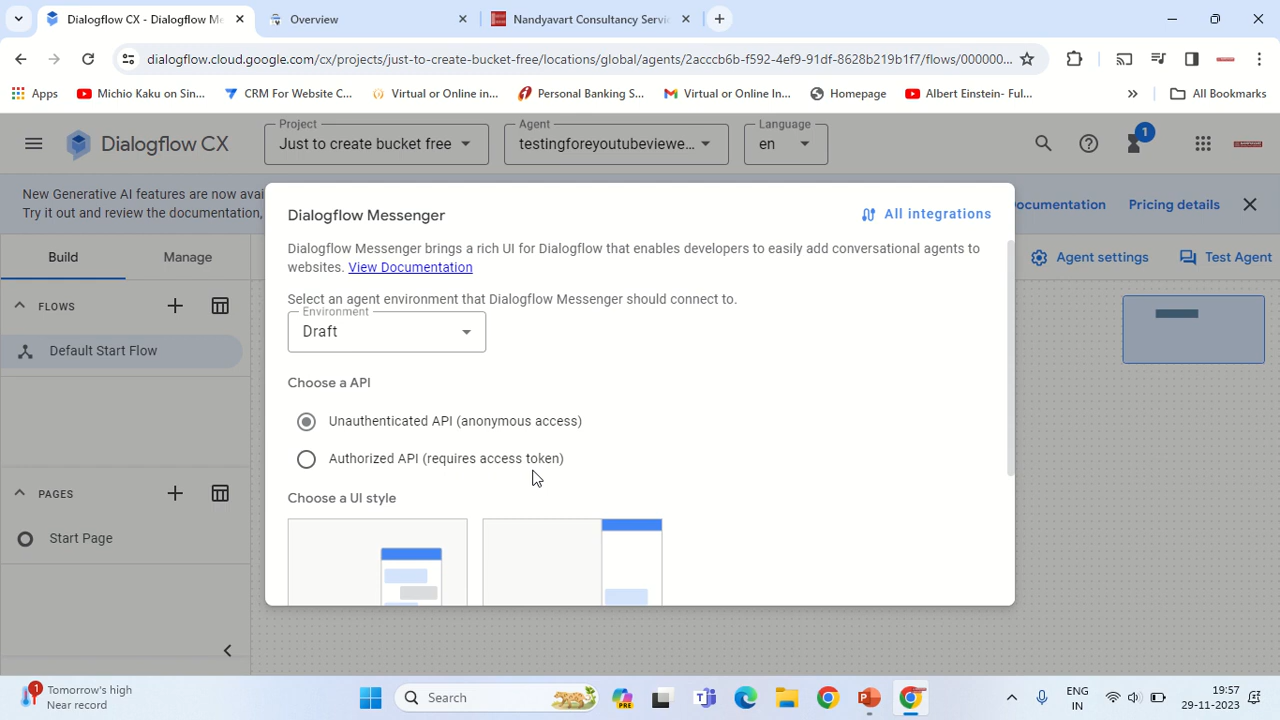 Dialogflow CX - Dialogflow Me
Overview
Nandyavart Consultancy Servic
dialogflow.cloud.google.com/cx/projects/just-to-create-bucket-free/locations/global/agents/2acccb6b-f592-4ef9-91df-8628b219b1f7/flows/000000...
Apps
Michio Kaku on Sin...
CRM For Website C...
Virtual or Online in...
Personal Banking S...
Virtual or Online In...
Homepage
Albert Einstein- Ful...
All Bookmarks
Dialogflow CX
Project
Just to create bucket free
Agent
testingforeyoutubeviewe...
Language
en
1
New Generative AI features are now avai
Try it out and review the documentation,
ocumentation
Pricing details
Dialogflow Messenger
All integrations
Dialogflow Messenger brings a rich UI for Dialogflow that enables developers to easily add conversational agents to
websites. View Documentation
Build
Manage
Agent settings
Test Agent
Select an agent environment that Dialogflow Messenger should connect to.
Environment
Draft
FLOWS
Default Start Flow
Choose a API
Unauthenticated API (anonymous access)
Authorized API (requires access token)
PAGES
Start Page
Choose a UI style
1
Tomorrow's high
Near record
Search
PRE
ENG
IN
19:57
29-11-2023